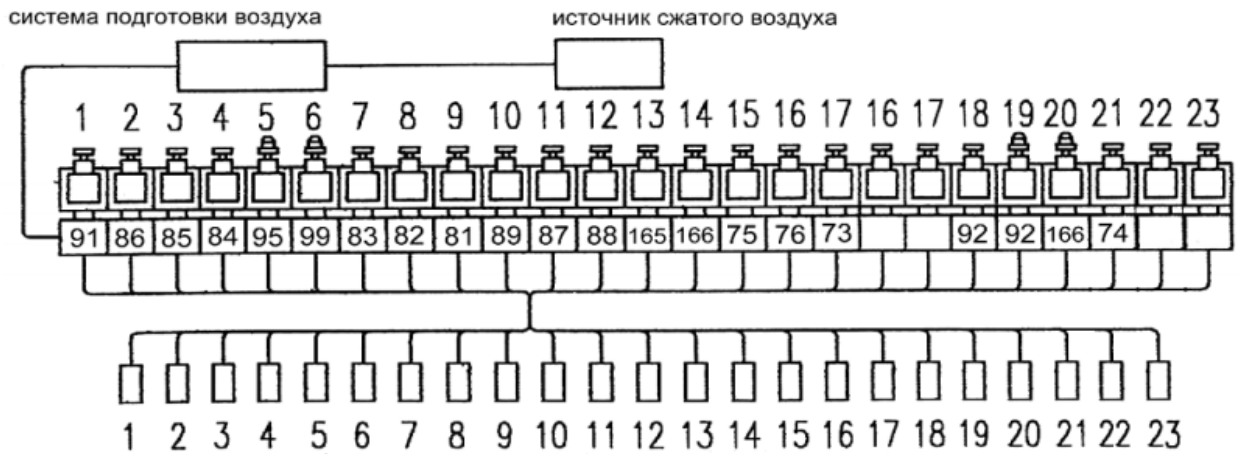 система подготовки воздуха источник сжатого воздуха
1 2 3 4 5 6 7 8 9 10 11 12 13 14 15 16 17 16 17 18 19 20 21 22 23
91 86 85 84 95 99 83 82 81 89 87 88 165 166 75 76 73 92 92 166 74
1 2 3 4 5 6 7 8 9 10 11 12 13 14 15 16 17 18 19 20 21 22 23